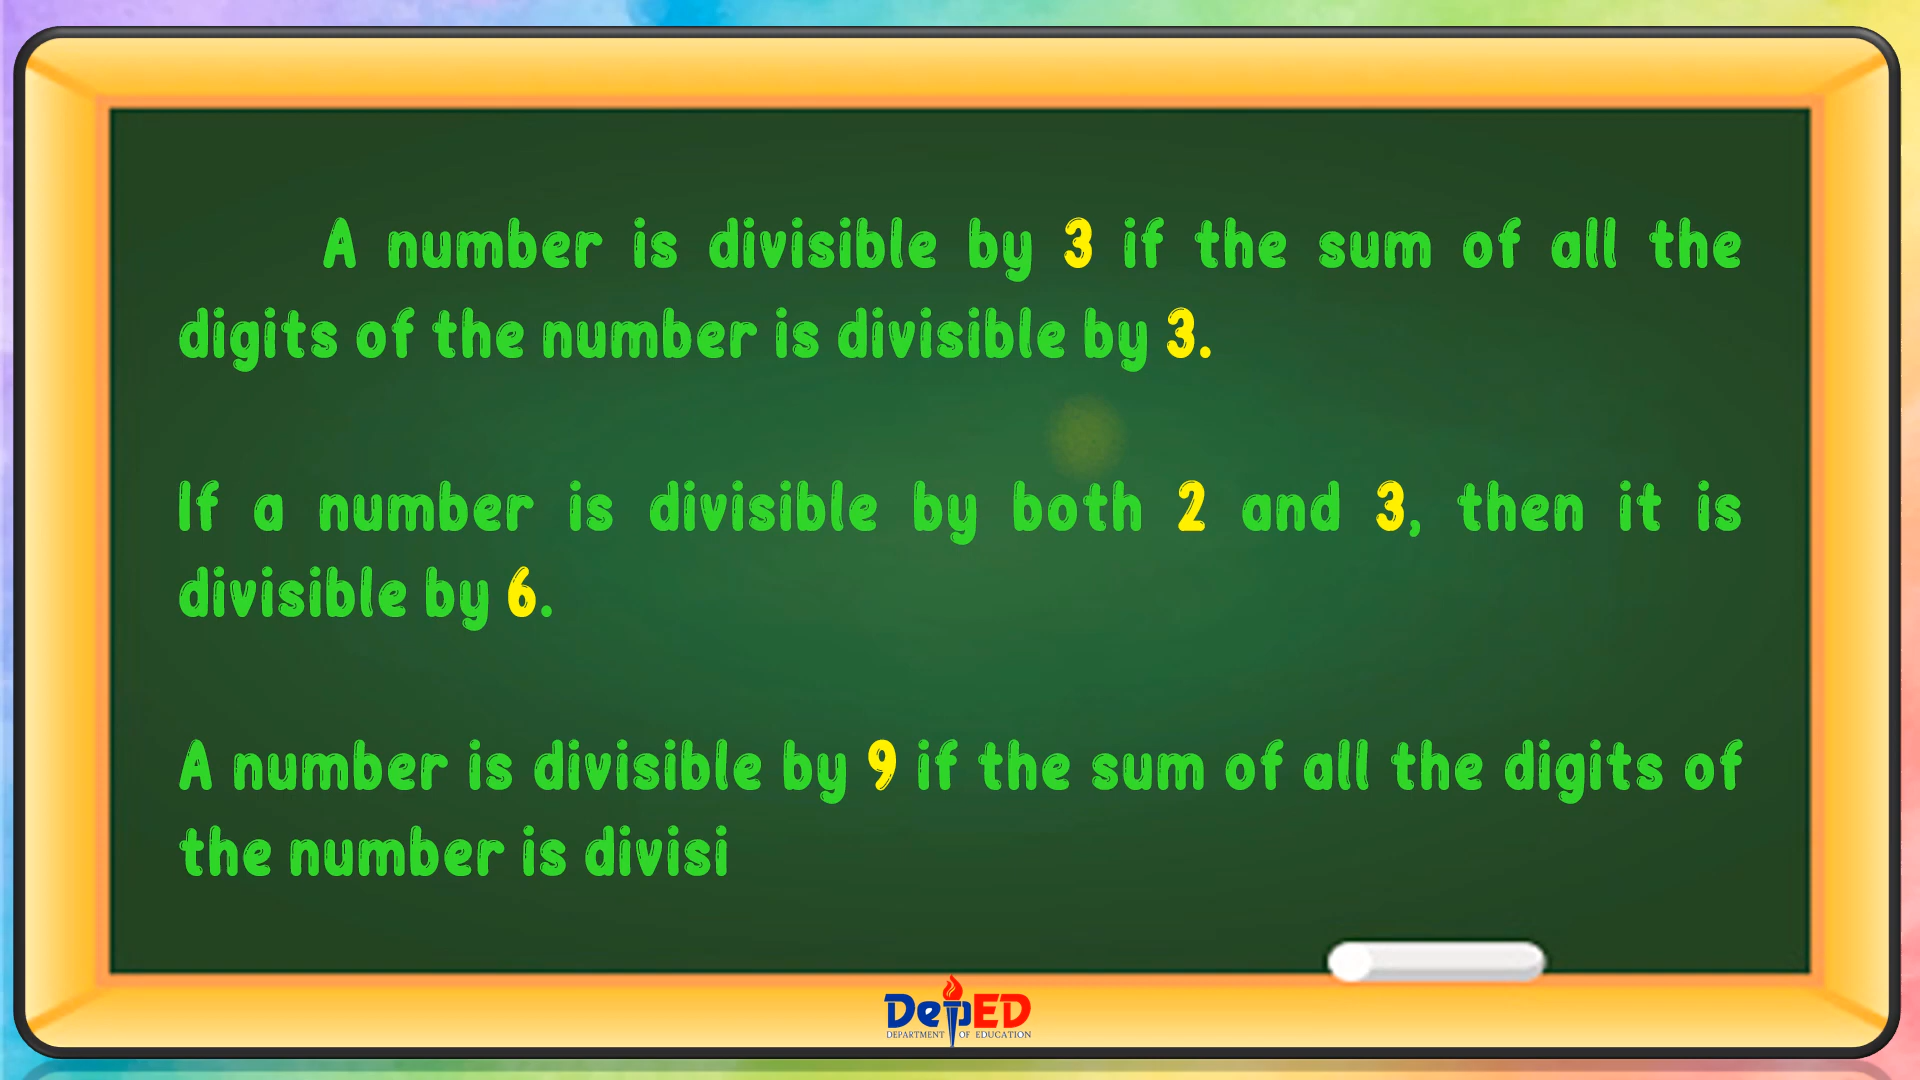 A number is divisible by 3 if the sum of all the
digits of the number is divisible by 3.
If a number is divisible by both 2 and 3, then it is
divisible by 6.
A number is divisible by 9 if the sum of all the digits of
the number is divisi
DepED
DEPARTMENT OF EDUCATION